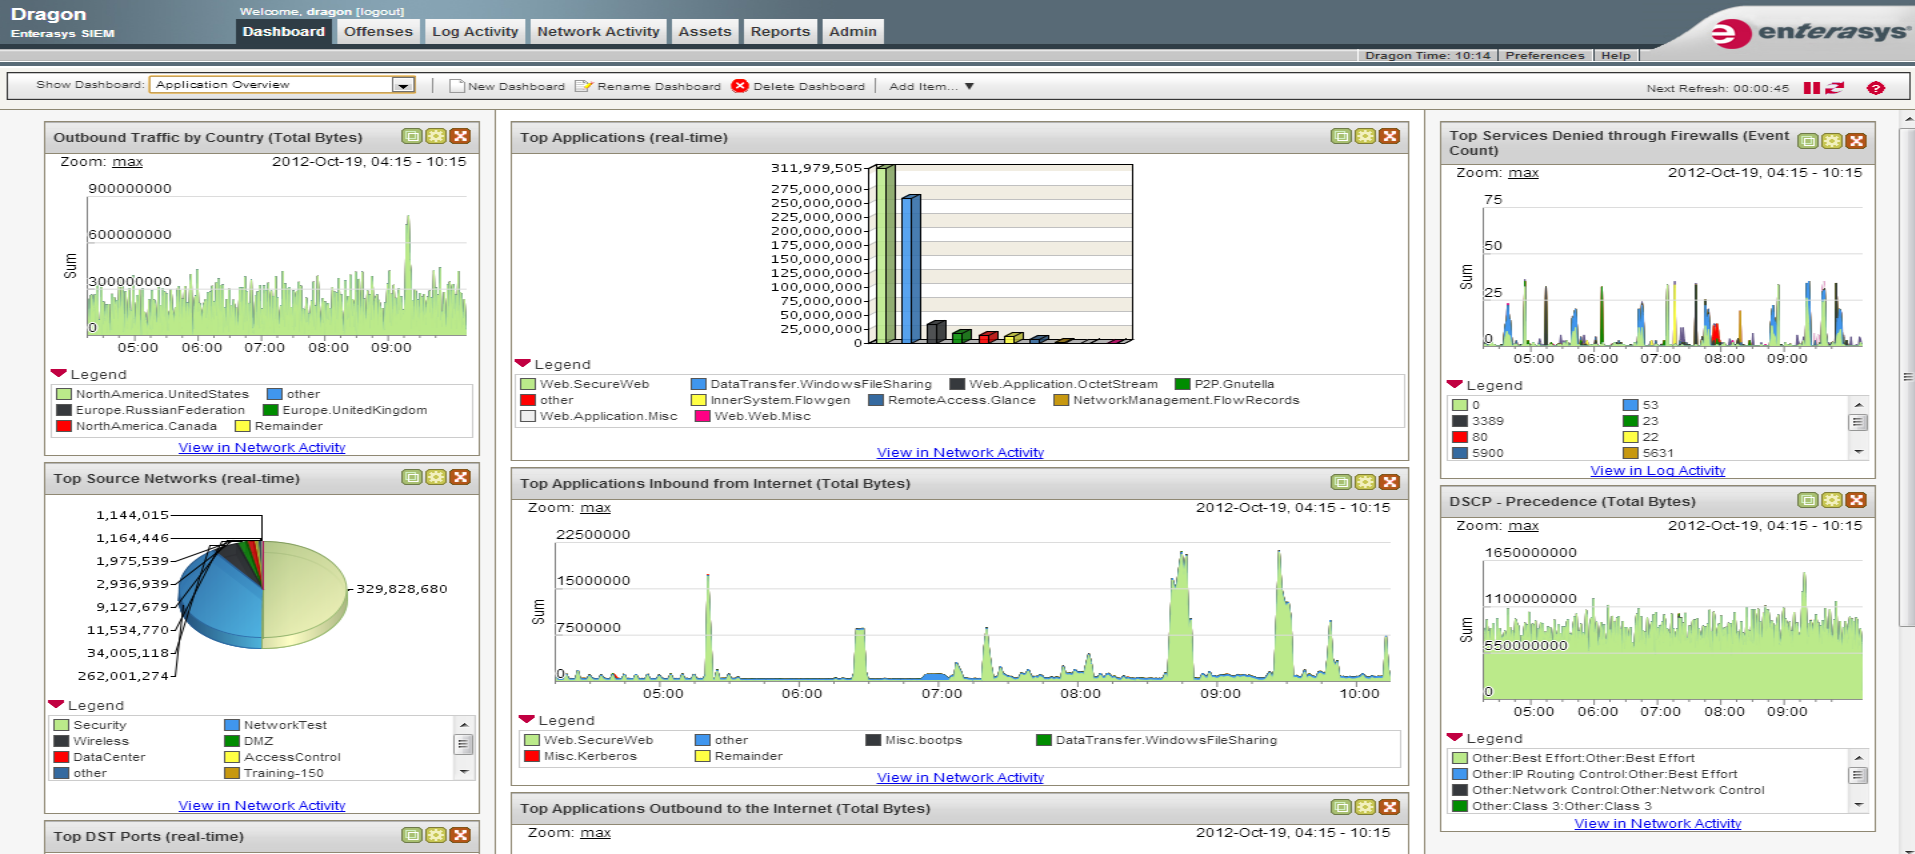 Dragon
Enterasys SIEM
Welcome, dragon [logout]
Dashboard Offenses Log Activity Network Activity Assets Reports Admin
enterasys
Dragon Time: 10:14 Preferences Help
Show Dashboard: Application Overview New Dashboard Rename Dashboard Delete Dashboard Add Item... Next Refresh: 00:00:45
Outbound Traffic by Country (Total Bytes)
Zoom: max 2012-Oct-19, 04:15 - 10:15
900000000
600000000
300000000
0
Sum
05:00 06:00 07:00 08:00 09:00
Legend
NorthAmerica.UnitedStates other
Europe.RussianFederation Europe.UnitedKingdom
NorthAmerica.Canada Remainder
View in Network Activity
Top Source Networks (real-time)
1,144,015
1,164,446
1,975,539
2,936,939
9,127,679
11,534,770
34,005,118
262,001,274
329,828,680
Legend
Security NetworkTest
Wireless DMZ
DataCenter AccessControl
other Training-150
View in Network Activity
Top DST Ports (real-time)
Top Applications (real-time)
311,979,505
275,000,000
250,000,000
225,000,000
200,000,000
175,000,000
150,000,000
125,000,000
100,000,000
75,000,000
50,000,000
25,000,000
0
Legend
Web.SecureWeb DataTransfer.WindowsFileSharing Web.Application.OctetStream P2P.Gnutella
other InnerSystem.Flowgen RemoteAccess.Glance NetworkManagement.FlowRecords
Web.Application.Misc Web.Web.Misc
View in Network Activity
Top Applications Inbound from Internet (Total Bytes)
Zoom: max 2012-Oct-19, 04:15 - 10:15
22500000
15000000
7500000
0
Sum
05:00 06:00 07:00 08:00 09:00 10:00
Legend
Web.SecureWeb other Misc.bootps DataTransfer.WindowsFileSharing
Misc.Kerberos Remainder
View in Network Activity
Top Applications Outbound to the Internet (Total Bytes)
Zoom: max 2012-Oct-19, 04:15 - 10:15
Top Services Denied through Firewalls (Event
Count)
Zoom: max 2012-Oct-19, 04:15 - 10:15
75
50
25
0
Sum
05:00 06:00 07:00 08:00 09:00
Legend
0 53
3389 23
80 22
5900 5631
View in Log Activity
DSCP - Precedence (Total Bytes)
Zoom: max 2012-Oct-19, 04:15 - 10:15
1650000000
1100000000
550000000
0
Sum
05:00 06:00 07:00 08:00 09:00
Legend
Other:Best Effort:Other:Best Effort
Other:IP Routing Control:Other:Best Effort
Other:Network Control:Other:Network Control
Other:Class 3:Other:Class 3
View in Network Activity